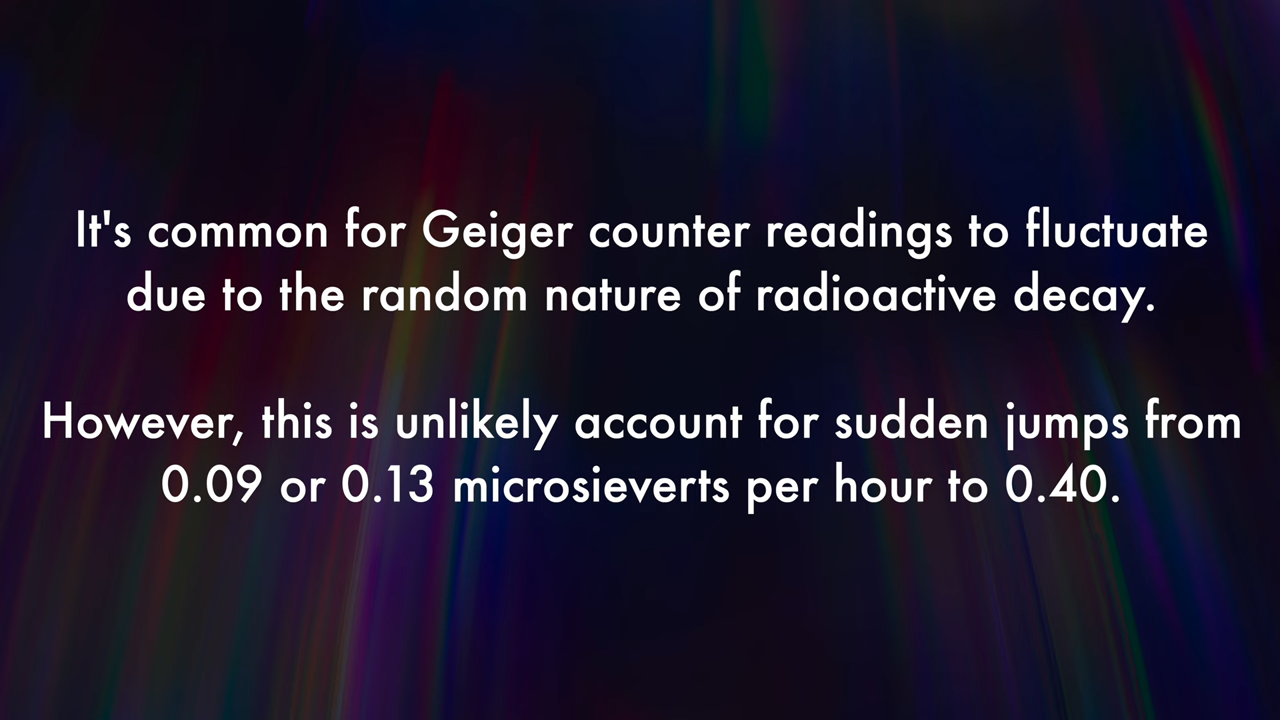 It's common for Geiger counter readings to fluctuate
due to the random nature of radioactive decay.
However, this is unlikely account for sudden jumps from
0.09 or 0.13 microsieverts per hour to 0.40.